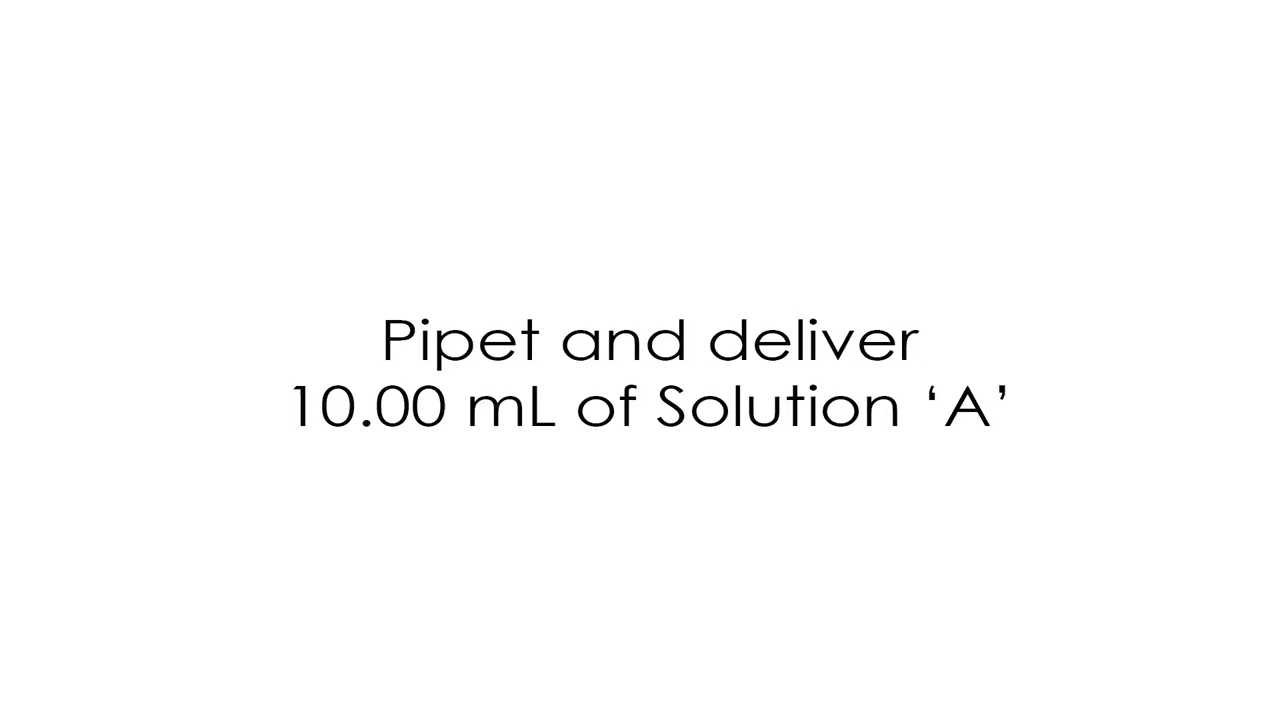 Pipet and deliver
10.00 mL of Solution ‘A’